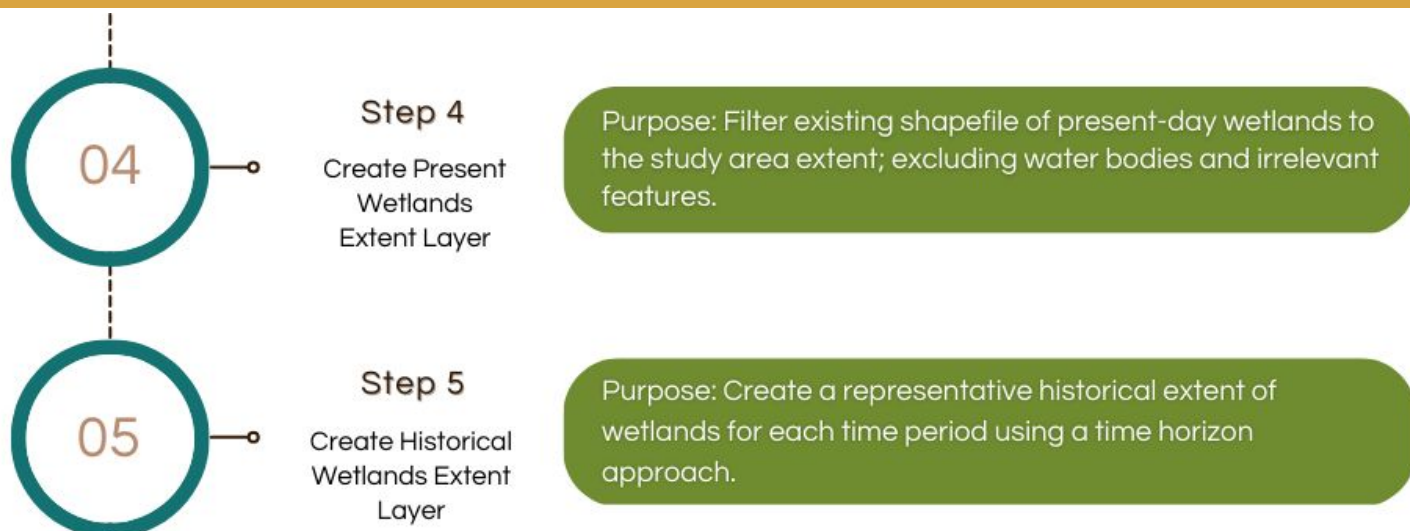 04
Step 4
Create Present
Wetlands
Extent Layer
Purpose: Filter existing shapefile of present-day wetlands to
the study area extent; excluding water bodies and irrelevant
features.
05
Step 5
Create Historical
Wetlands Extent
Layer
Purpose: Create a representative historical extent of
wetlands for each time period using a time horizon
approach.